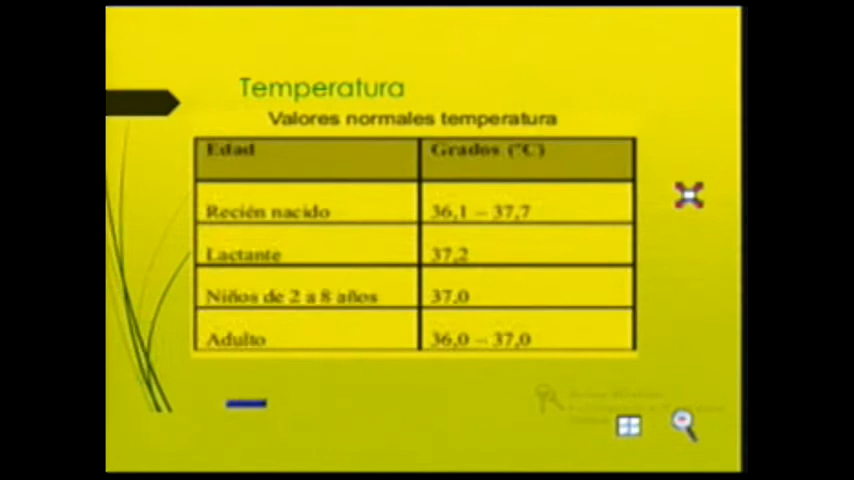 Temperatura
Valores normales temperatura
Edad Grados (°C)
Recién nacido 36,1 – 37,7
Lactante 37,2
Niños de 2 a 8 años 37,0
Adulto 36,0 – 37,0